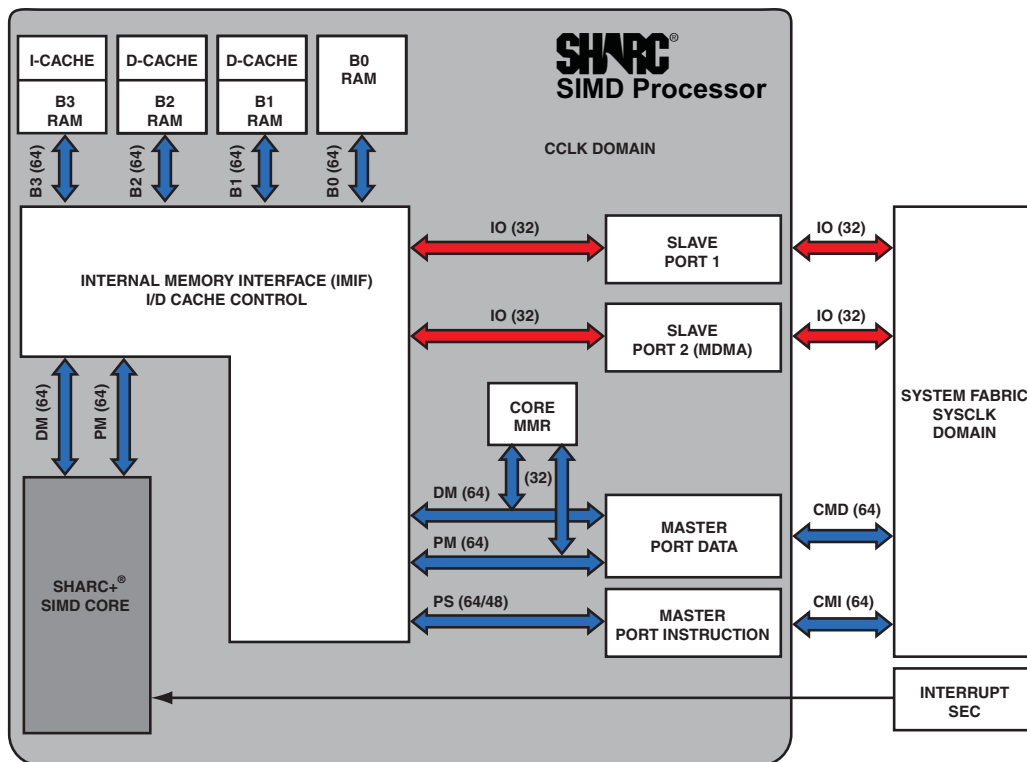 SHARC®
SIMD Processor
CCLK DOMAIN
I-CACHE
B3
RAM
D-CACHE
B2
RAM
D-CACHE
B1
RAM
B0
RAM
B3 (64)
B2 (64)
B1 (64)
B0 (64)
INTERNAL MEMORY INTERFACE (IMIF)
I/D CACHE CONTROL
IO (32)
SLAVE
PORT 1
IO (32)
IO (32)
SLAVE
PORT 2 (MDMA)
IO (32)
SYSTEM FABRIC
SYSCLK
DOMAIN
DM (64)
PM (64)
CORE
MMR
(32)
DM (64)
PM (64)
MASTER
PORT DATA
CMD (64)
PS (64/48)
MASTER
PORT INSTRUCTION
CMI (64)
SHARC+®
SIMD CORE
INTERRUPT
SEC